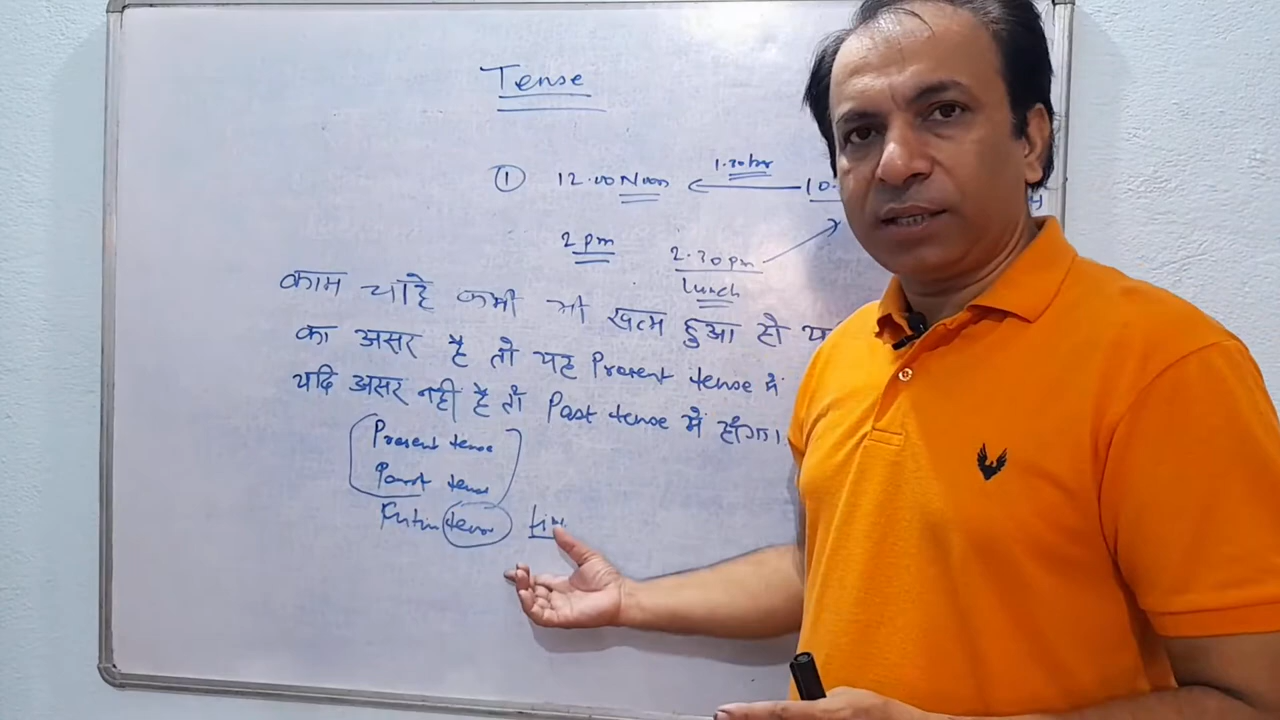 Tense
① 12.00 Noon 1.30 hr 10.
2 pm 2.30 pm
Lunch
काम चाहे कभी भी खत्म हुआ हो
का असर है तो यह Present tense में
यदि असर नहीं है तो Past tense में होगा।
Present tense
Past tense
tense